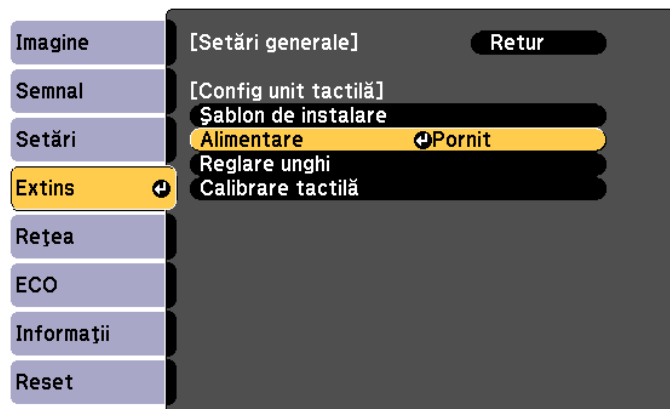 Imagine
Semnal
Setări
Extins
Reţea
ECO
Informaţii
Reset
[Setări generale] Retur
[Config unit tactilă]
Şablon de instalare
Alimentare Pornit
Reglare unghi
Calibrare tactilă